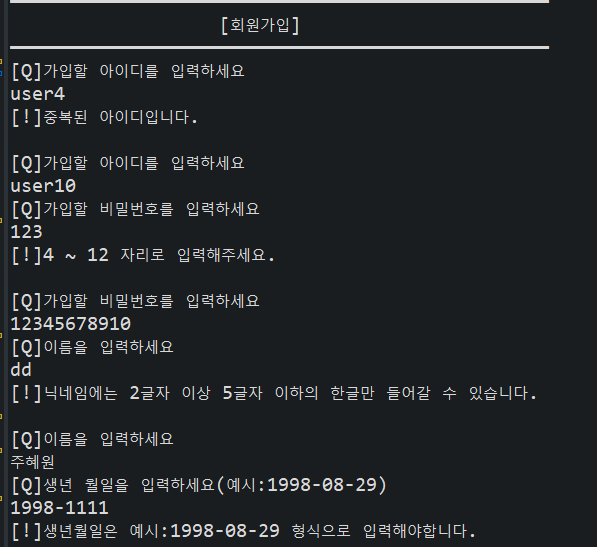 [회원가입]
[Q]가입할 아이디를 입력하세요
user4
[!]중복된 아이디입니다.
[Q]가입할 아이디를 입력하세요
user10
[Q]가입할 비밀번호를 입력하세요
123
[!]4 ~ 12 자리로 입력해주세요.
[Q]가입할 비밀번호를 입력하세요
12345678910
[Q]이름을 입력하세요
dd
[!]닉네임에는 2글자 이상 5글자 이하의 한글만 들어갈 수 있습니다.
[Q]이름을 입력하세요
주혜원
[Q]생년 월일을 입력하세요(예시:1998-08-29)
1998-1111
[!]생년월일은 예시:1998-08-29 형식으로 입력해야합니다.